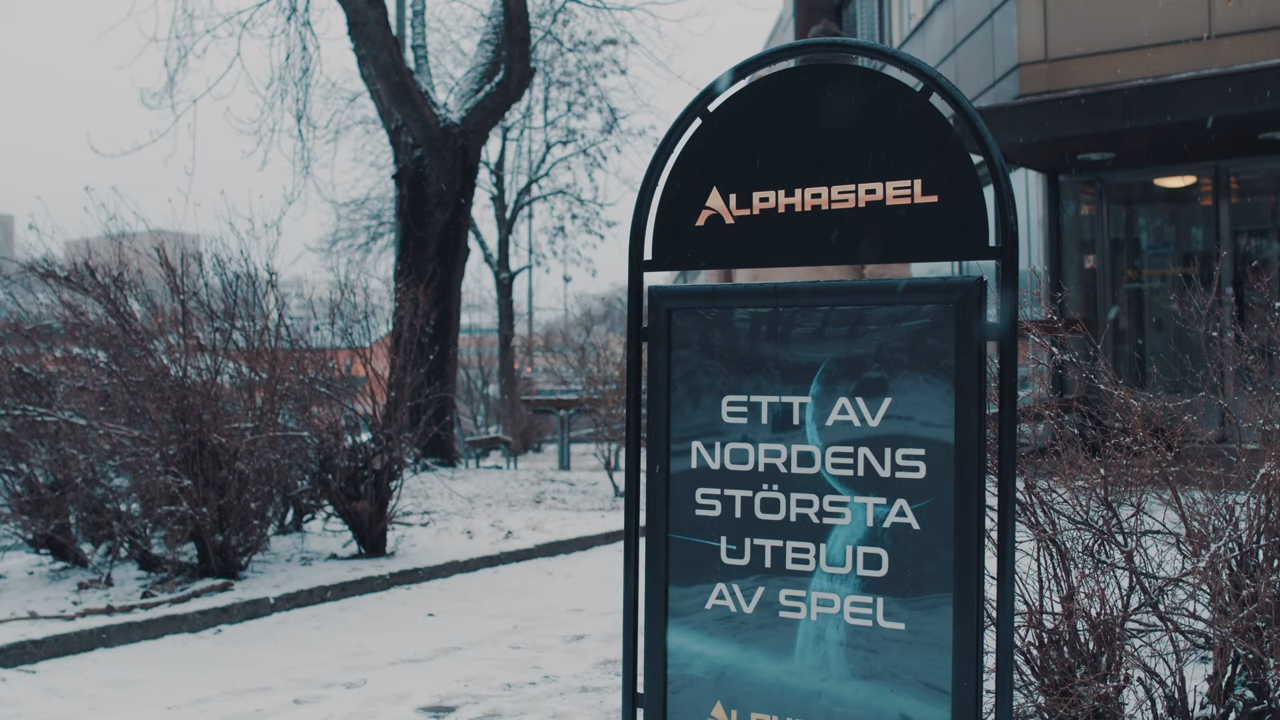 ALPHASPEL
ETT AV
NORDENS
STÖRSTA
UTBUD
AV SPEL